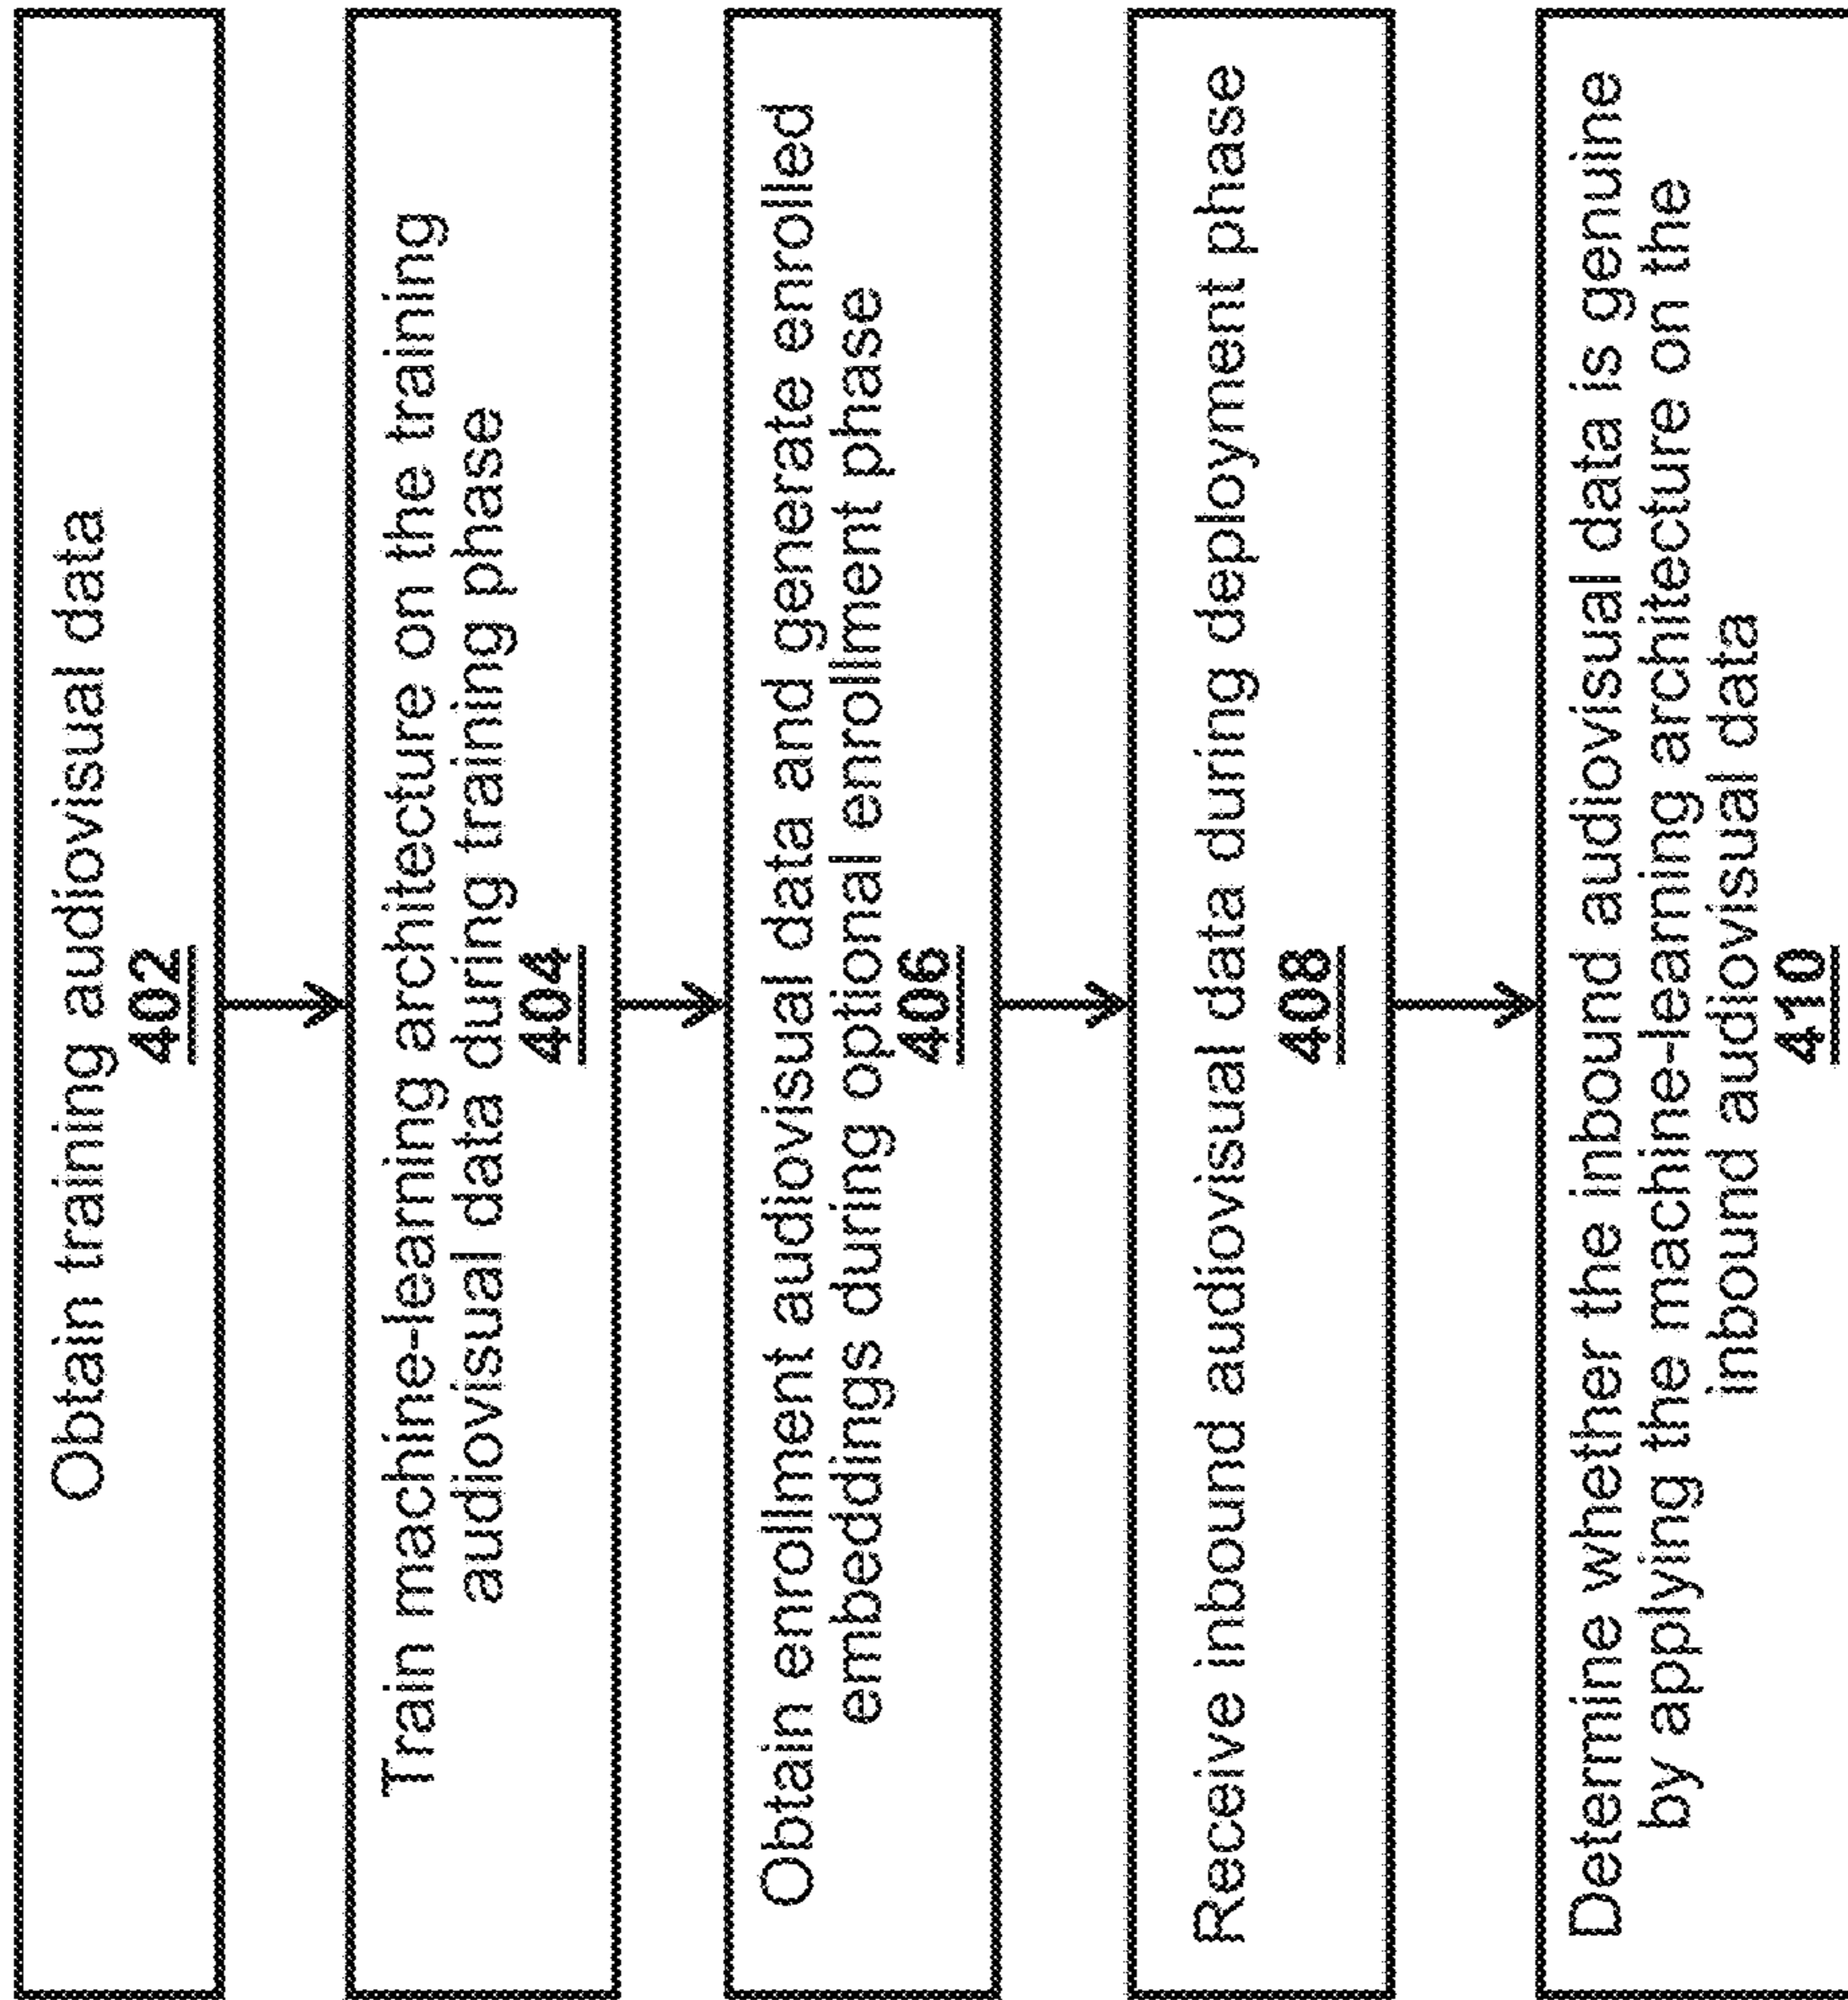 Obtain training audiovisual data
402
Train machine-learning architecture on the training
audiovisual data during training phase
404
Obtain enrollment audiovisual data and generate enrolled
embeddings during optional enrollment phase
406
Receive inbound audiovisual data during deployment phase
408
Determine whether the inbound audiovisual data is genuine
by applying the machine-learning architecture on the
inbound audiovisual data
410